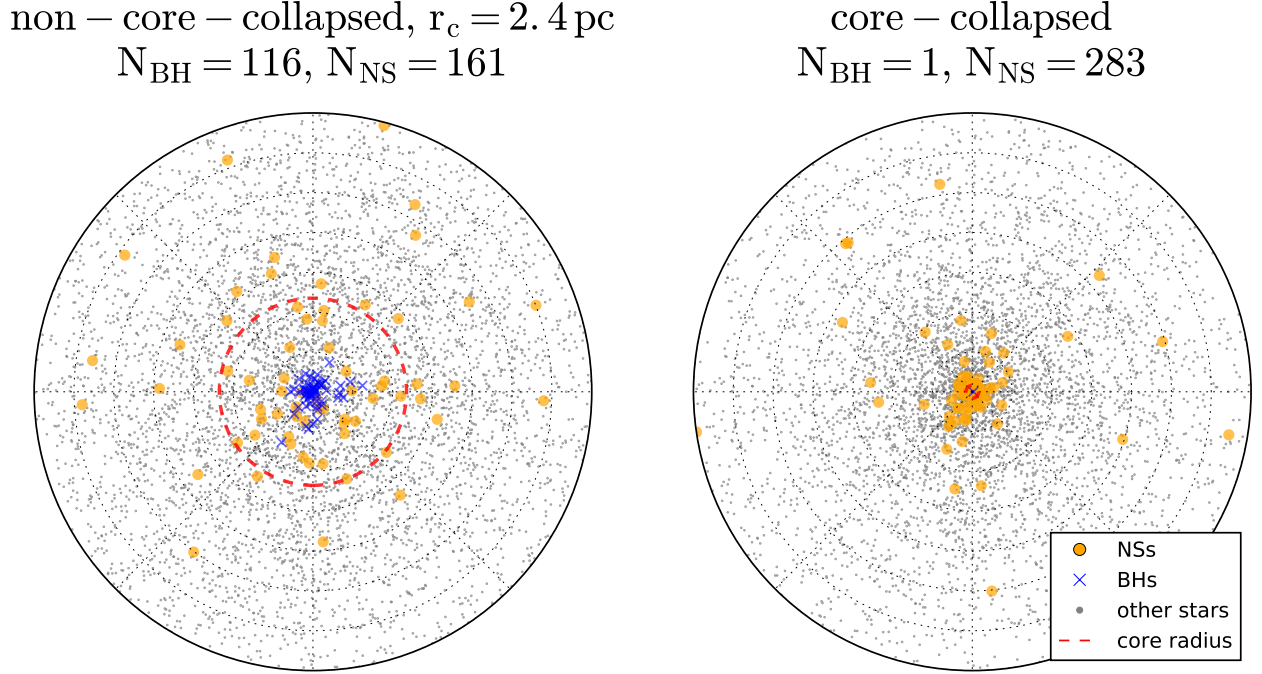 non − core − collapsed, r_c = 2.4 pc
N_BH = 116, N_NS = 161
core − collapsed
N_BH = 1, N_NS = 283
NSs
BHs
other stars
core radius